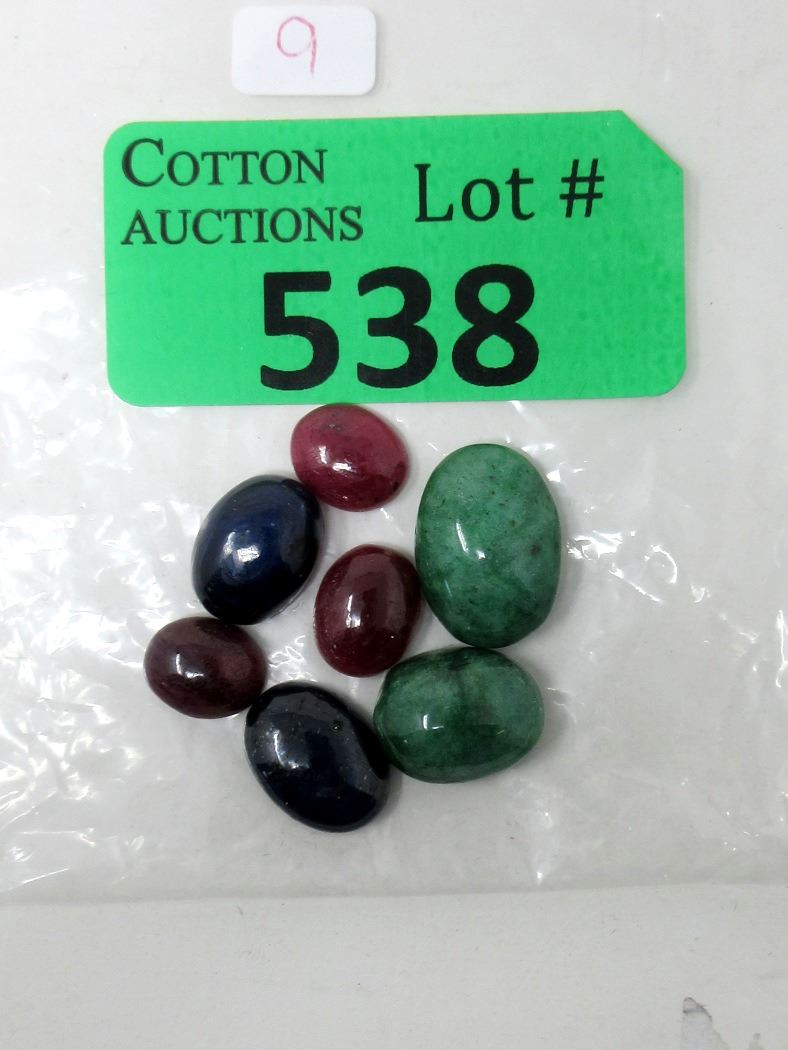 9
COTTON
AUCTIONS
Lot #
538